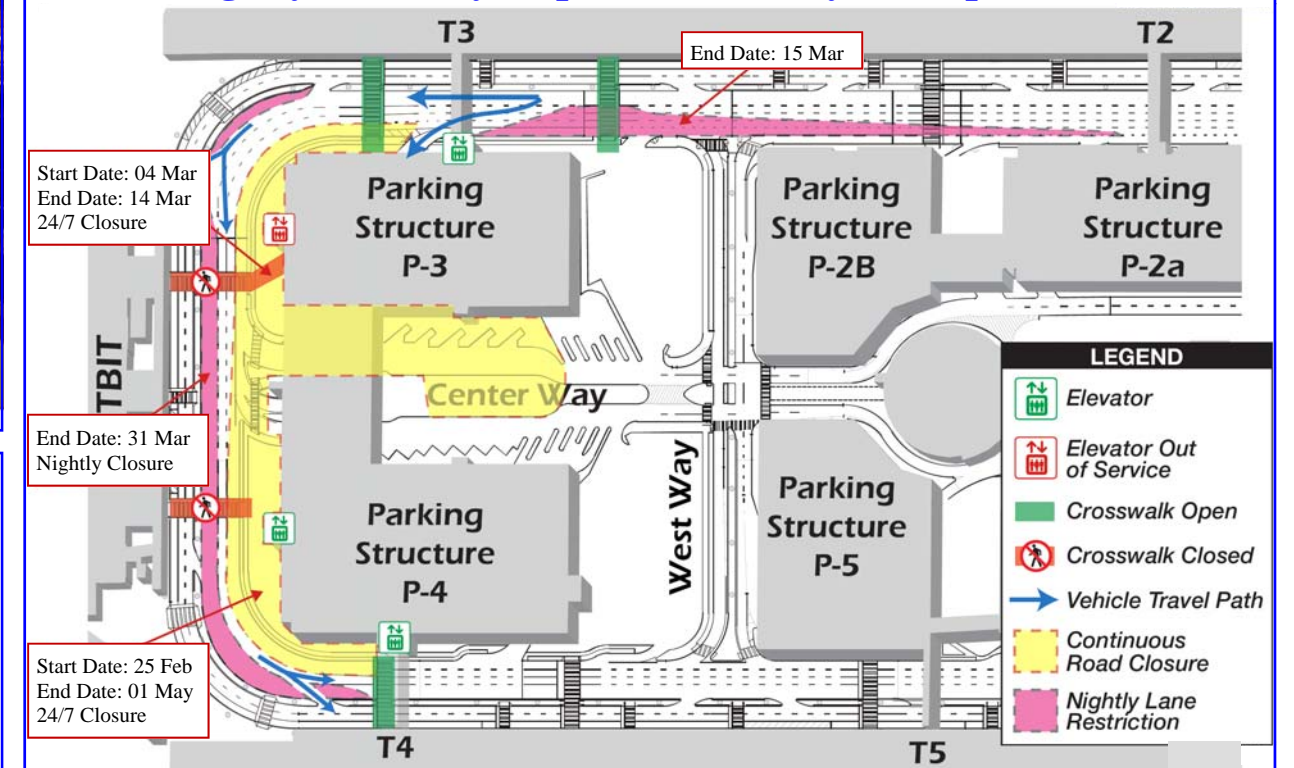 T3
T2
End Date: 15 Mar
Start Date: 04 Mar
End Date: 14 Mar
24/7 Closure
Parking
Structure
P-3
Parking
Structure
P-2B
Parking
Structure
P-2a
TBIT
Center Way
End Date: 31 Mar
Nightly Closure
West Way
Parking
Structure
P-4
Parking
Structure
P-5
Start Date: 25 Feb
End Date: 01 May
24/7 Closure
T4
T5
LEGEND
Elevator
Elevator Out
of Service
Crosswalk Open
Crosswalk Closed
Vehicle Travel Path
Continuous
Road Closure
Nightly Lane
Restriction